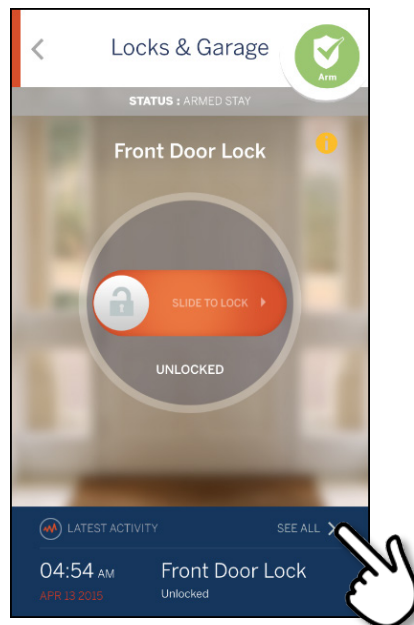 Locks & Garage
Arm
STATUS : ARMED STAY
Front Door Lock
i
SLIDE TO LOCK
UNLOCKED
LATEST ACTIVITY SEE ALL
04:54 AM Front Door Lock
APR 13 2015 Unlocked